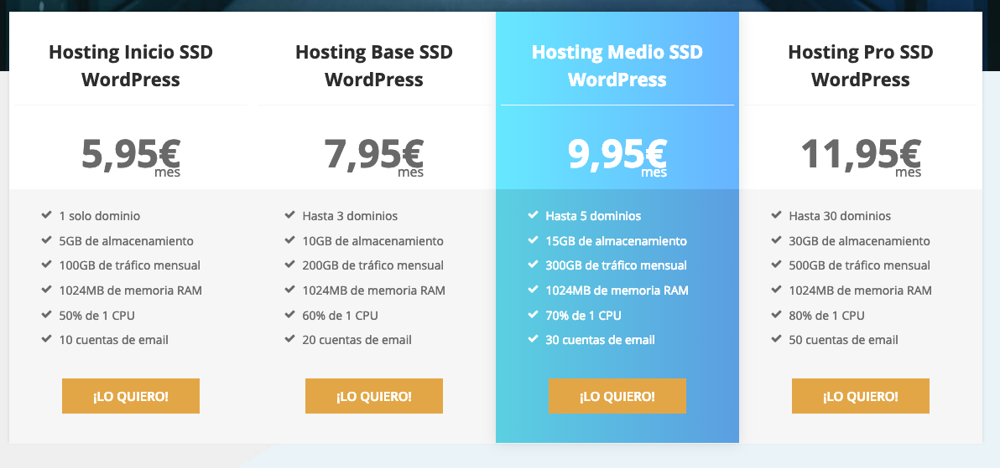 Hosting Inicio SSD
WordPress
5,95€
mes
1 solo dominio
5GB de almacenamiento
100GB de tráfico mensual
1024MB de memoria RAM
50% de 1 CPU
10 cuentas de email
¡LO QUIERO!
Hosting Base SSD
WordPress
7,95€
mes
Hasta 3 dominios
10GB de almacenamiento
200GB de tráfico mensual
1024MB de memoria RAM
60% de 1 CPU
20 cuentas de email
¡LO QUIERO!
Hosting Medio SSD
WordPress
9,95€
mes
Hasta 5 dominios
15GB de almacenamiento
300GB de tráfico mensual
1024MB de memoria RAM
70% de 1 CPU
30 cuentas de email
¡LO QUIERO!
Hosting Pro SSD
WordPress
11,95€
mes
Hasta 30 dominios
30GB de almacenamiento
500GB de tráfico mensual
1024MB de memoria RAM
80% de 1 CPU
50 cuentas de email
¡LO QUIERO!